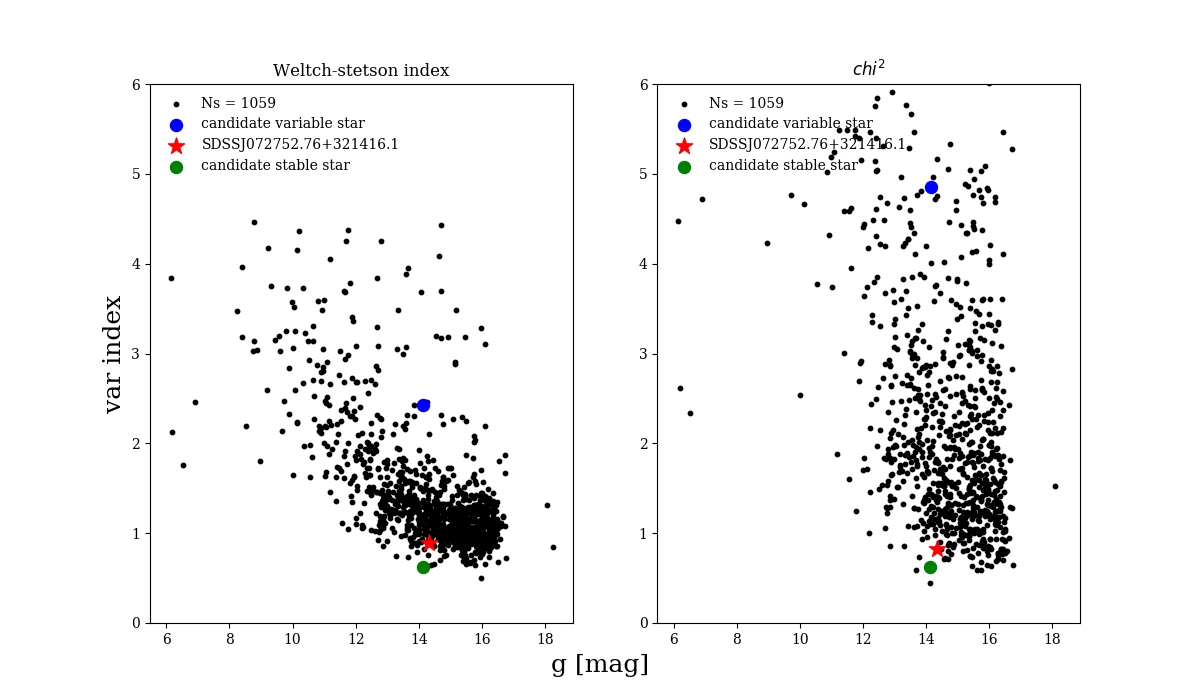 Weltch-stetson index
chi²
6
Ns = 1059
candidate variable star
SDSSJ072752.76+321416.1
candidate stable star
5
4
3
2
1
0
6 8 10 12 14 16 18
var index
6
Ns = 1059
candidate variable star
SDSSJ072752.76+321416.1
candidate stable star
5
4
3
2
1
0
6 8 10 12 14 16 18
g [mag]